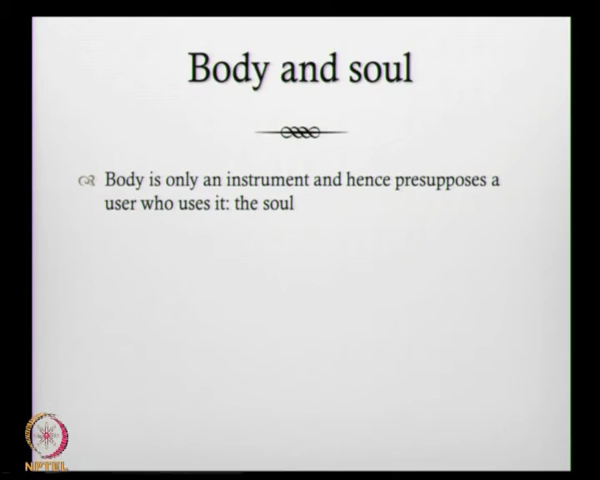 Body and soul
Body is only an instrument and hence presupposes a
user who uses it: the soul
NPTEL